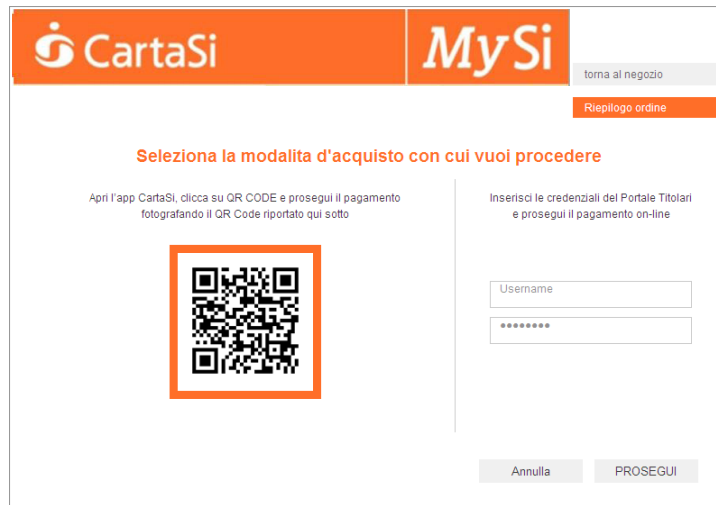 CartaSi
MySi
torna al negozio
Riepilogo ordine
Seleziona la modalita d'acquisto con cui vuoi procedere
Apri l'app CartaSi, clicca su QR CODE e prosegui il pagamento
fotografando il QR Code riportato qui sotto
Inserisci le credenziali del Portale Titolari
e prosegui il pagamento on-line
Username
••••••••
Annulla
PROSEGUI